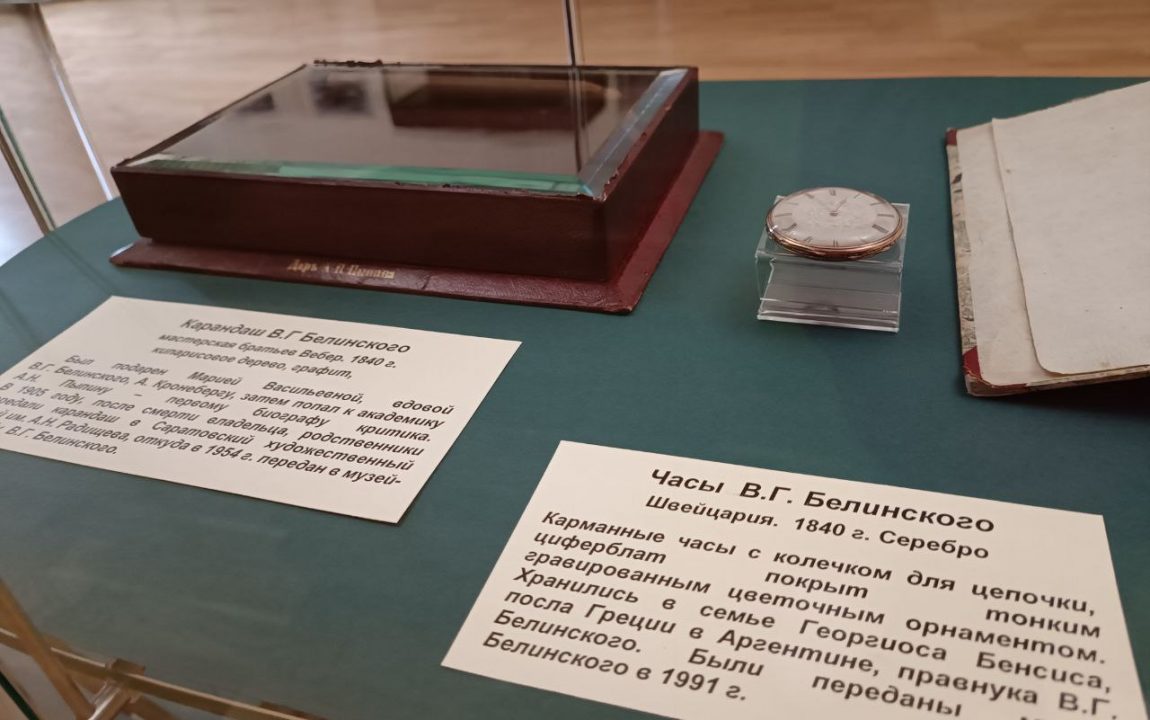 Даръ А Н Пыпина
Карандаш В.Г Белинского
мастерская братьев Вебер. 1840 г.
кипарисовое дерево, графит,
Был подарен Марией Васильевной, вдовой
В.Г. Белинского, А. Кронебергу, затем попал к академику
А.Н. Пыпину – первому биографу критика.
В 1905 году, после смерти владельца, родственники
карандаш в Саратовский художественный
им. А.Н. Радищева, откуда в 1954 г. передан в музей-
В.Г. Белинского.
Часы В.Г. Белинского
Швейцария. 1840 г. Серебро
Карманные часы с колечком для цепочки,
циферблат покрыт тонким
гравированным цветочным орнаментом.
Хранились в семье Георгиоса Бенсиса,
посла Греции в Аргентине, правнука В.Г.
Белинского. Были переданы
Белинского в 1991 г.